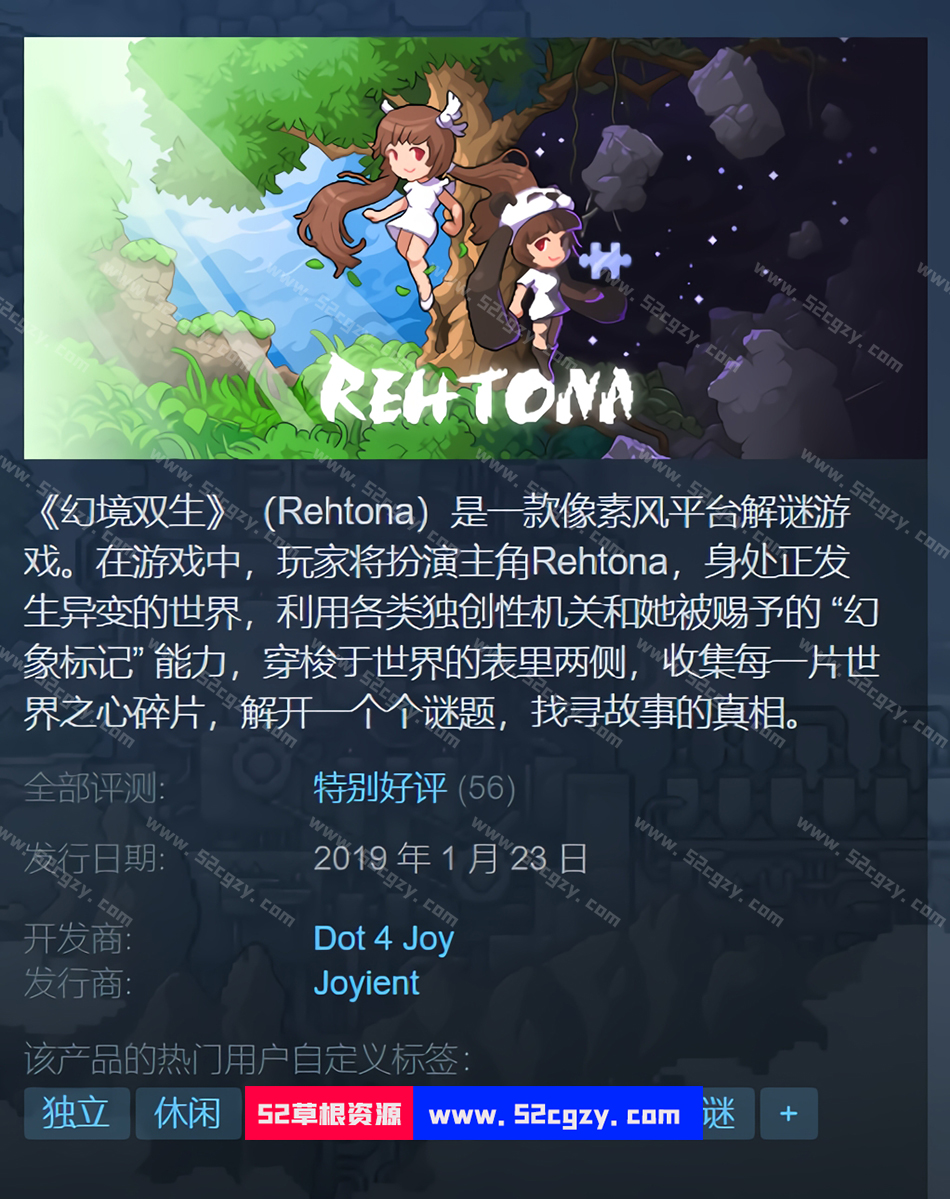 REHTONA
《幻境双生》（Rehtona）是一款像素风平台解谜游
戏。在游戏中，玩家将扮演主角Rehtona，身处正发
生异变的世界，利用各类独创性机关和她被赐予的 “幻
象标记” 能力，穿梭于世界的表里两侧，收集每一片世
界之心碎片，解开一个个谜题，找寻故事的真相。
全部评测: 特别好评 (56)
发行日期: 2019 年 1 月 23 日
开发商: Dot 4 Joy
发行商: Joyient
该产品的热门用户自定义标签:
独立 休闲 52草根资源 www.52cgzy.com 谜 +